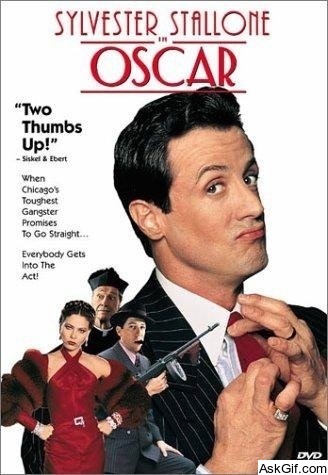 SYLVESTER STALLONE
IN
OSCAR
"Two
Thumbs
Up!"
– Siskel & Ebert
When
Chicago's
Toughest
Gangster
Promises
To Go Straight...
Everybody Gets
Into The
Act!
DVD
AskGif.com